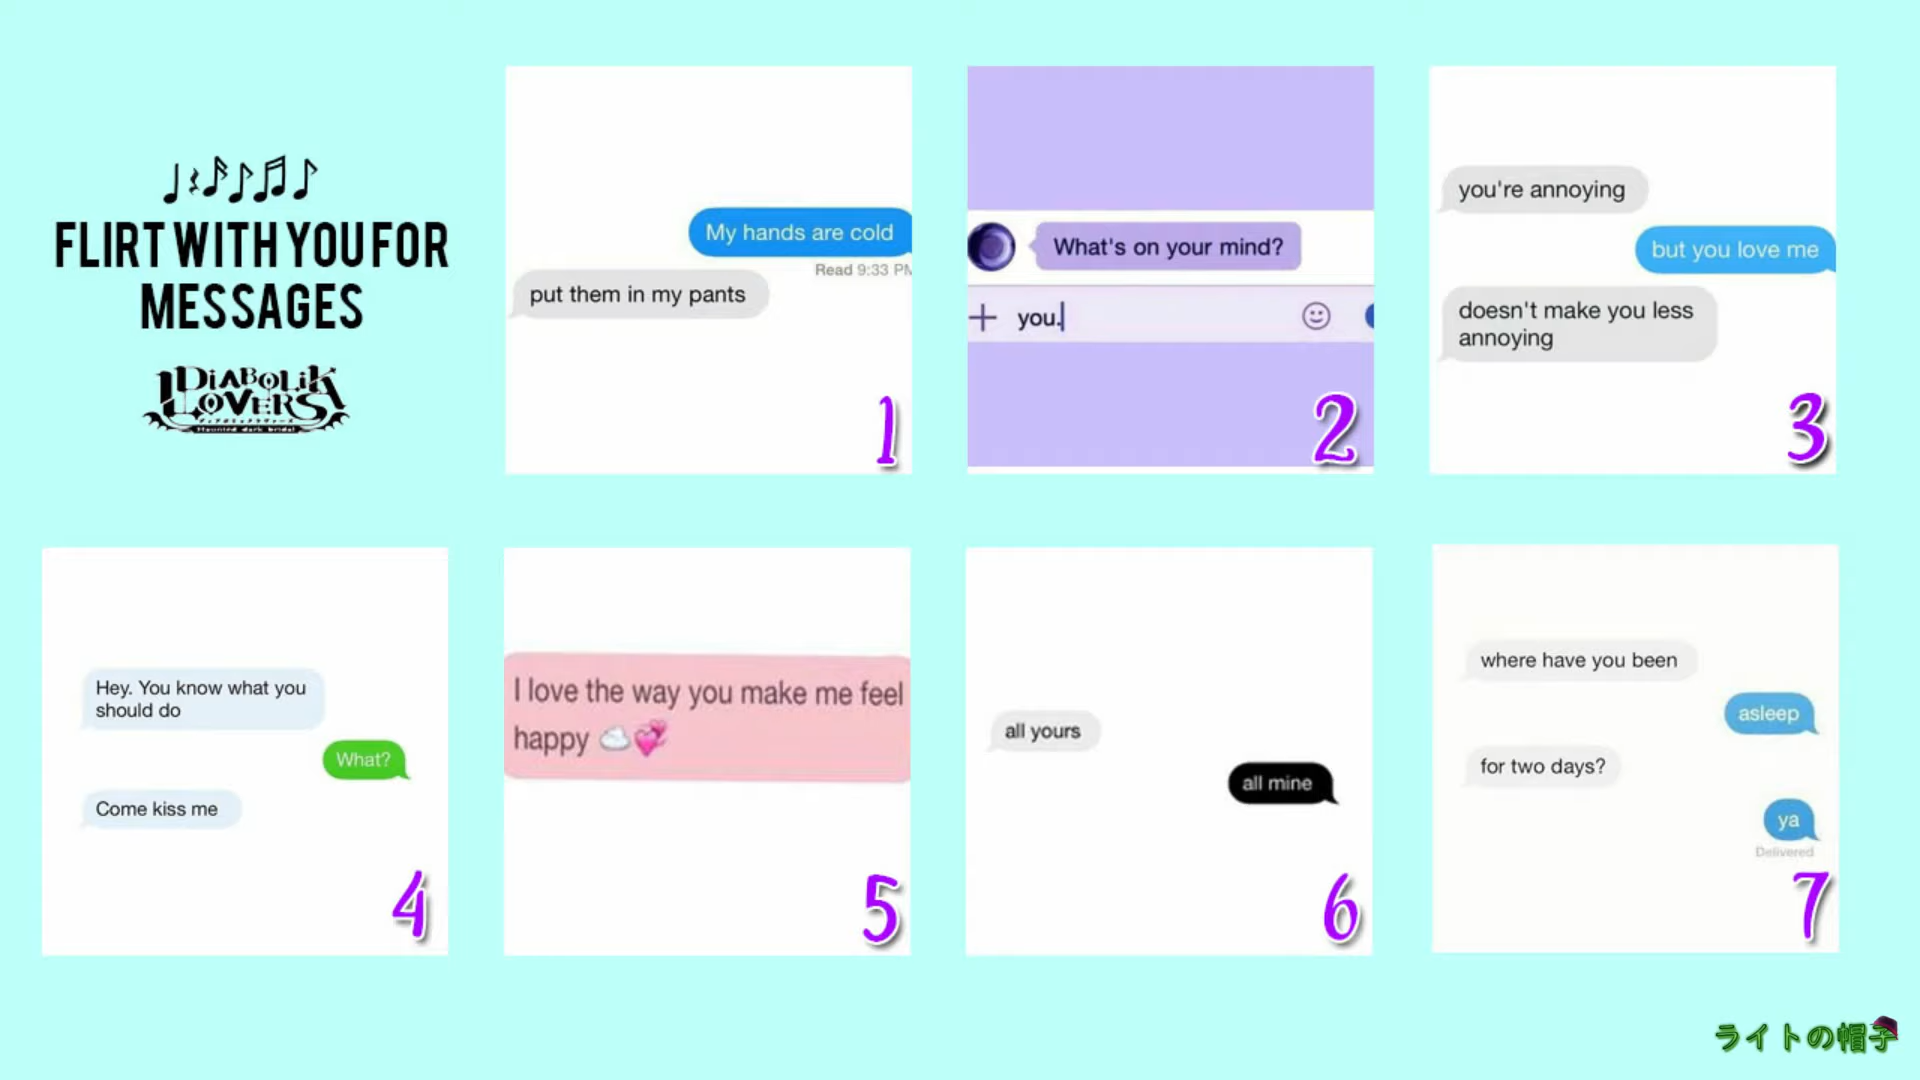 FLIRT WITH YOU FOR
MESSAGES
DIABOLIK
LOVERS
Haunted dark bridal
My hands are cold
Read 9:33 PM
put them in my pants
1
What's on your mind?
you.
2
you're annoying
but you love me
doesn't make you less
annoying
3
Hey. You know what you
should do
What?
Come kiss me
4
I love the way you make me feel
happy ☁️💞
5
all yours
all mine
6
where have you been
asleep
for two days?
ya
Delivered
7
ライトの帽子